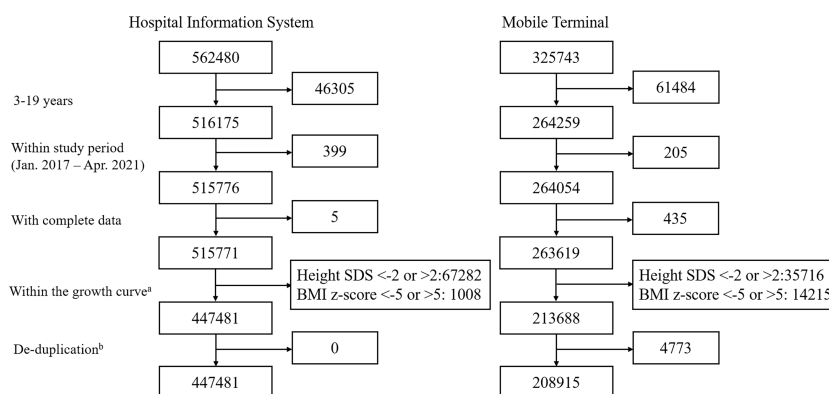 Hospital Information System
Mobile Terminal
562480
325743
46305
61484
3-19 years
516175
264259
Within study period
(Jan. 2017 – Apr. 2021)
399
205
515776
264054
With complete data
5
435
515771
263619
Height SDS <-2 or >2:67282
BMI z-score <-5 or >5: 1008
Height SDS <-2 or >2:35716
BMI z-score <-5 or >5: 14215
Within the growth curveᵃ
447481
213688
De-duplicationᵇ
0
4773
447481
208915